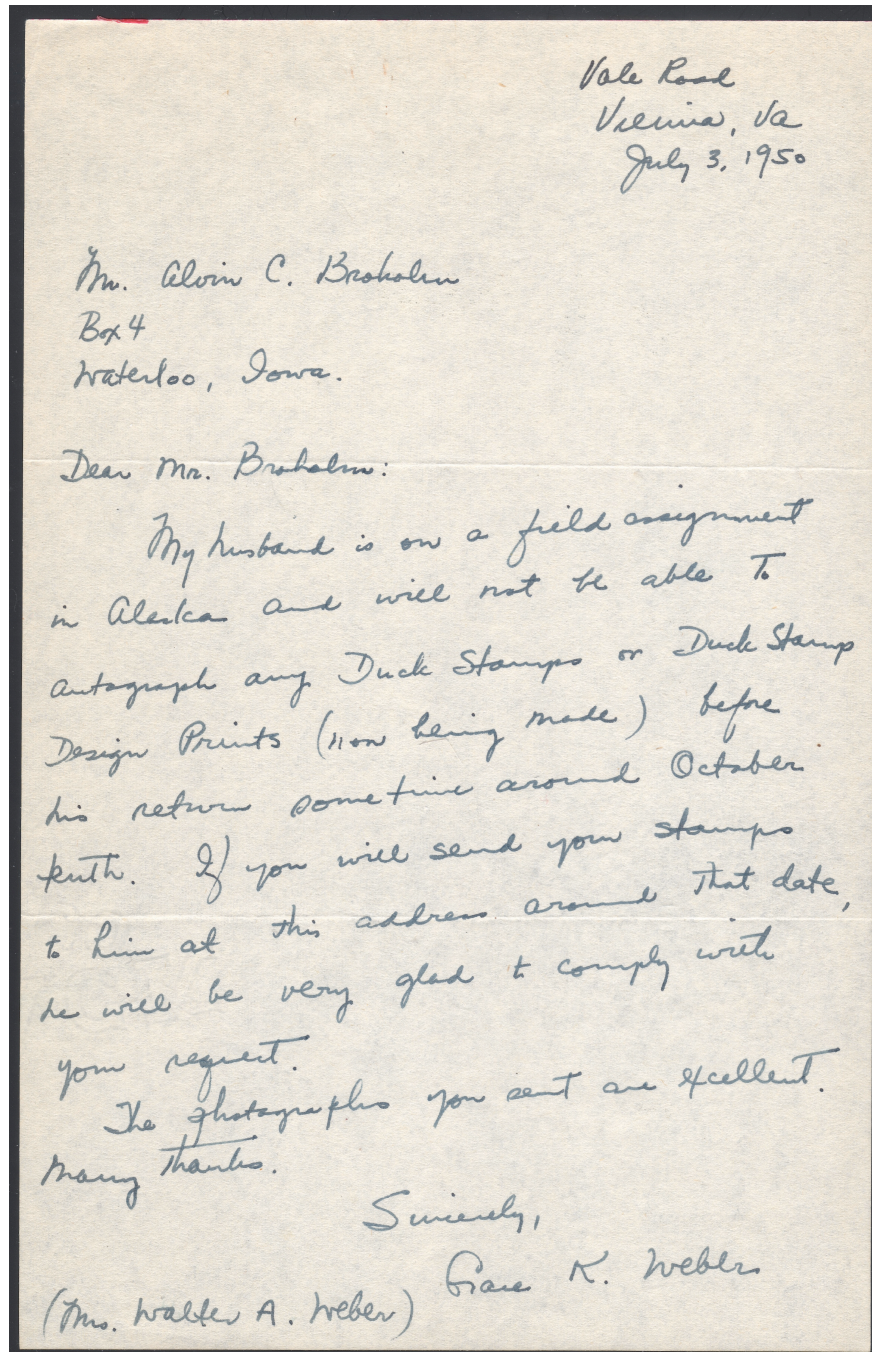 Vale Road
Vienna, Va
July 3, 1950
Mr. Alvin C. Broholm
Box 4
Waterloo, Iowa.
Dear Mr. Broholm:
My husband is on a field assignment
in Alaska and will not be able to
autograph any Duck Stamps or Duck Stamp
Design Prints (now being made) before
his return sometime around October
tenth. If you will send your stamps
to him at this address around that date,
he will be very glad to comply with
your request.
The photographs you sent are excellent.
Many thanks.
Sincerely,
Grace K. Weber
(Mrs. Walter A. Weber)